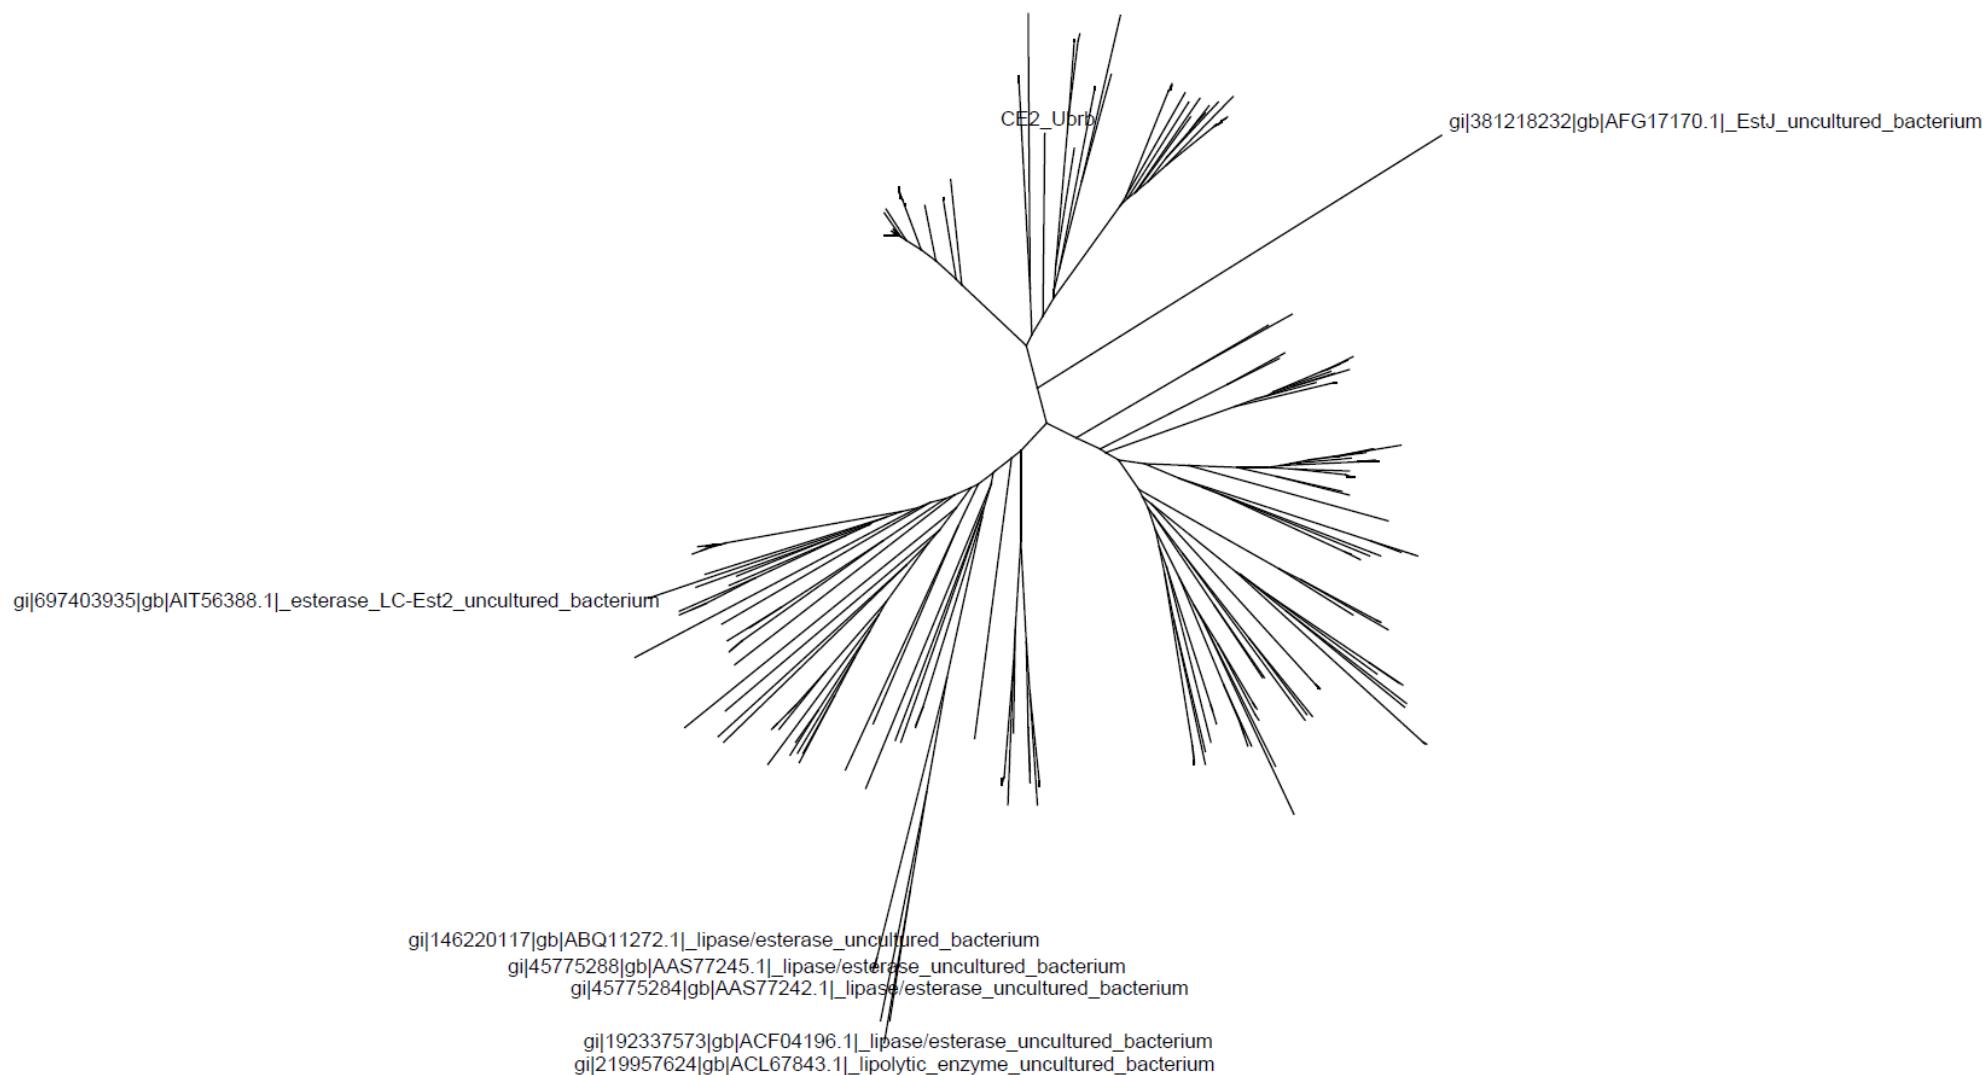 CE2_Ubrb
gi|381218232|gb|AFG17170.1|_EstJ_uncultured_bacterium
gi|697403935|gb|AIT56388.1|_esterase_LC-Est2_uncultured_bacterium
gi|146220117|gb|ABQ11272.1|_lipase/esterase_uncultured_bacterium
gi|45775288|gb|AAS77245.1|_lipase/esterase_uncultured_bacterium
gi|45775284|gb|AAS77242.1|_lipase/esterase_uncultured_bacterium
gi|192337573|gb|ACF04196.1|_lipase/esterase_uncultured_bacterium
gi|219957624|gb|ACL67843.1|_lipolytic_enzyme_uncultured_bacterium